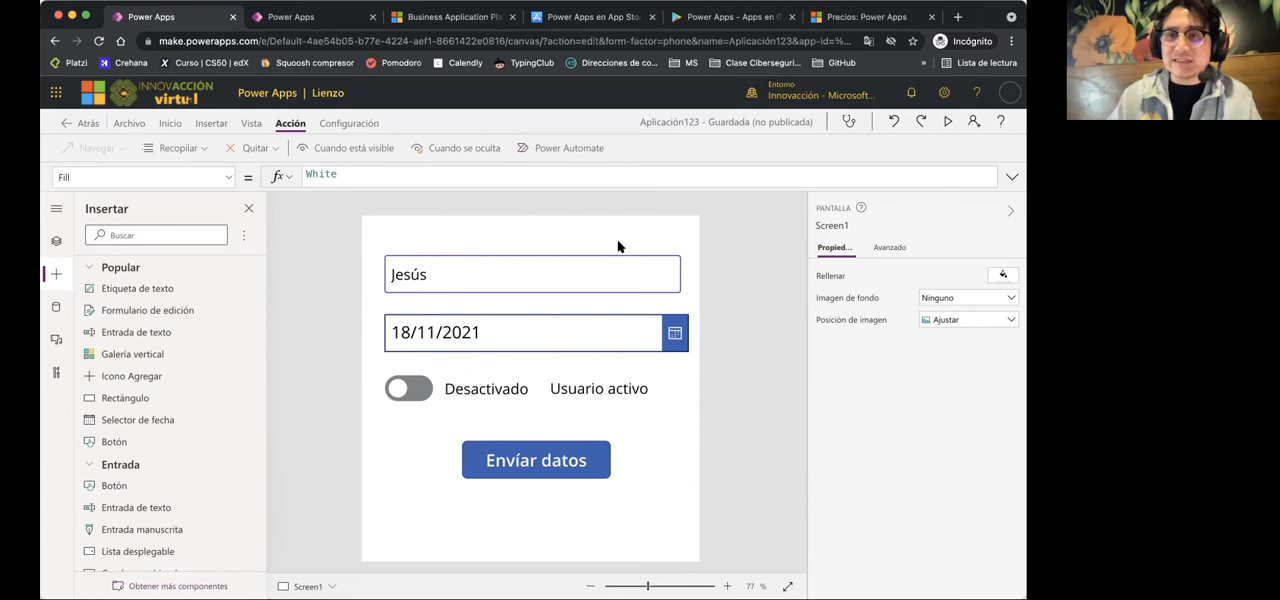 Power Apps
Power Apps
Business Application Pla
Power Apps en App Sto
Power Apps - Apps en G
Precios: Power Apps
make.powerapps.com/e/Default-4ae54b05-b77e-4224-aef1-8661422e0816/canvas/?action=edit&form-factor=phone&name=Aplicación123&app-id=%...
Incógnito
Platzi
Crehana
Curso | CS50 | edX
Squoosh compresor
Pomodoro
Calendly
TypingClub
Direcciones de co...
MS
Clase Ciberseguri...
GitHub
»
Lista de lectura
INNOVACCIÓN
virtual
Power Apps | Lienzo
Entorno
Innovacción - Microsoft...
Atrás
Archivo
Inicio
Insertar
Vista
Acción
Configuración
Aplicación123 - Guardada (no publicada)
Navegar
Recopilar
Quitar
Cuando está visible
Cuando se oculta
Power Automate
Fill
=
fx
White
Insertar
Buscar
Popular
Etiqueta de texto
Formulario de edición
Entrada de texto
Galería vertical
Icono Agregar
Rectángulo
Selector de fecha
Botón
Entrada
Botón
Entrada de texto
Entrada manuscrita
Lista desplegable
Obtener más componentes
Jesús
18/11/2021
Desactivado
Usuario activo
Envíar datos
Screen1
77 %
PANTALLA
Screen1
Propied...
Avanzado
Rellenar
Imagen de fondo
Ninguno
Posición de imagen
Ajustar